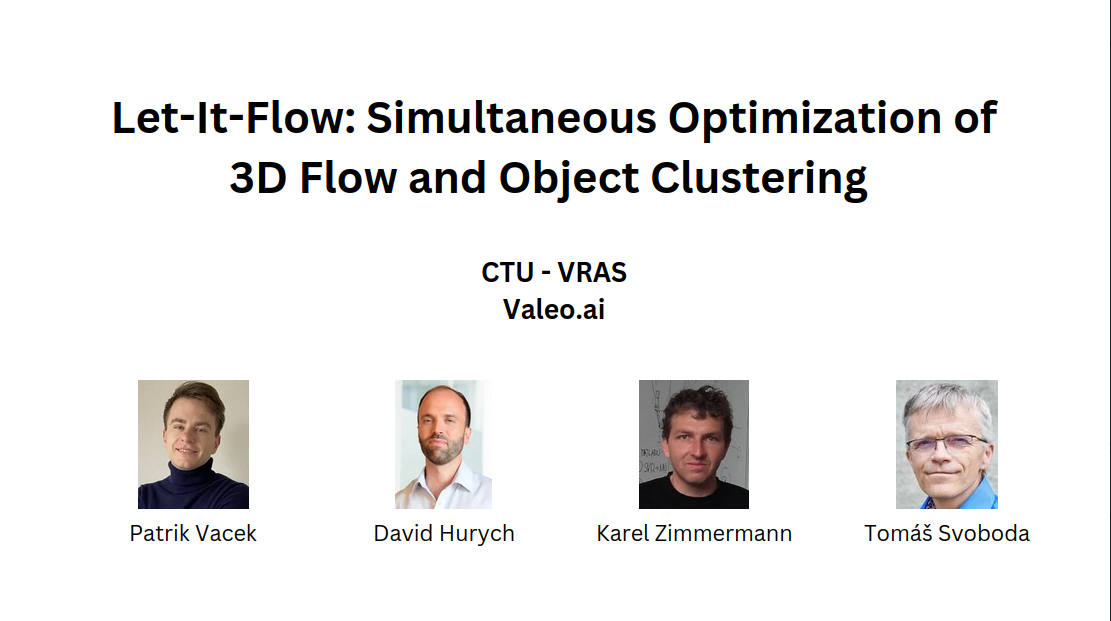 Let-It-Flow: Simultaneous Optimization of
3D Flow and Object Clustering
CTU - VRAS
Valeo.ai
Patrik Vacek
David Hurych
Karel Zimmermann
Tomáš Svoboda